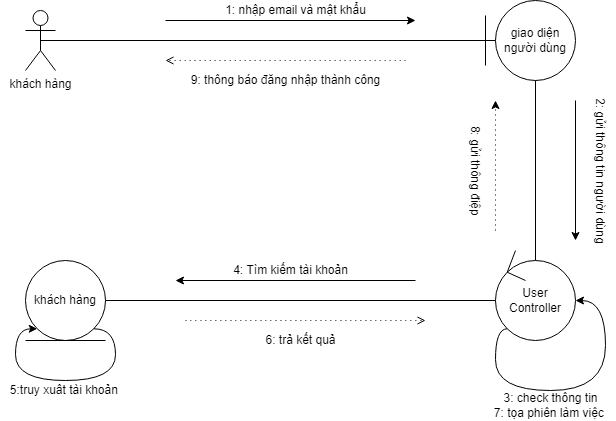 1: nhập email và mật khẩu
giao diện
người dùng
khách hàng
9: thông báo đăng nhập thành công
2: gửi thông tin người dùng
8: gửi thông điệp
4: Tìm kiếm tài khoản
khách hàng
User
Controller
6: trả kết quả
5:truy xuất tài khoản
3: check thông tin
7: tọa phiên làm việc